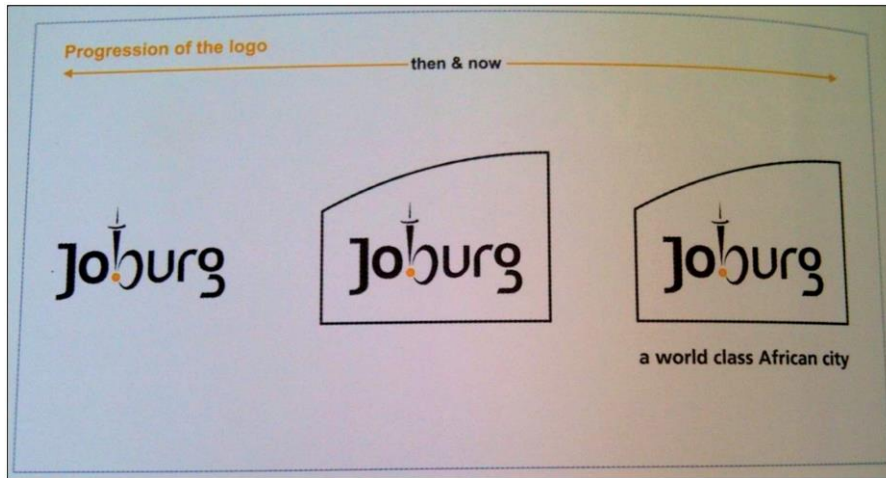 Progression of the logo
then & now
Joburg
Joburg
Joburg
a world class African city